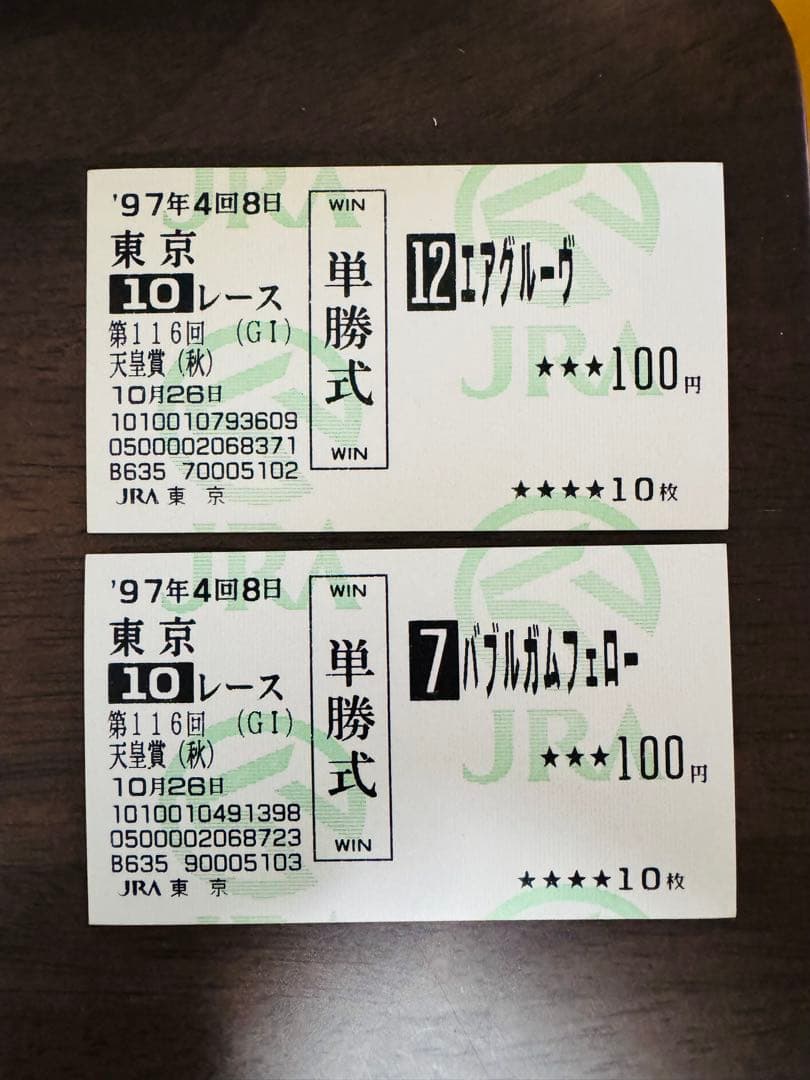 '97年4回8日
東京
10レース
第116回 (GI)
天皇賞(秋)
10月26日
1010010793609
0500002068371
B635 70005102
JRA 東京
WIN
単勝式
WIN
12エアグルーヴ
★★★100円
★★★★10枚
JRA
JRA
'97年4回8日
東京
10レース
第116回 (GI)
天皇賞(秋)
10月26日
1010010491398
0500002068723
B635 90005103
JRA 東京
WIN
単勝式
WIN
7バブルガムフェロー
★★★100円
★★★★10枚
JRA
JRA